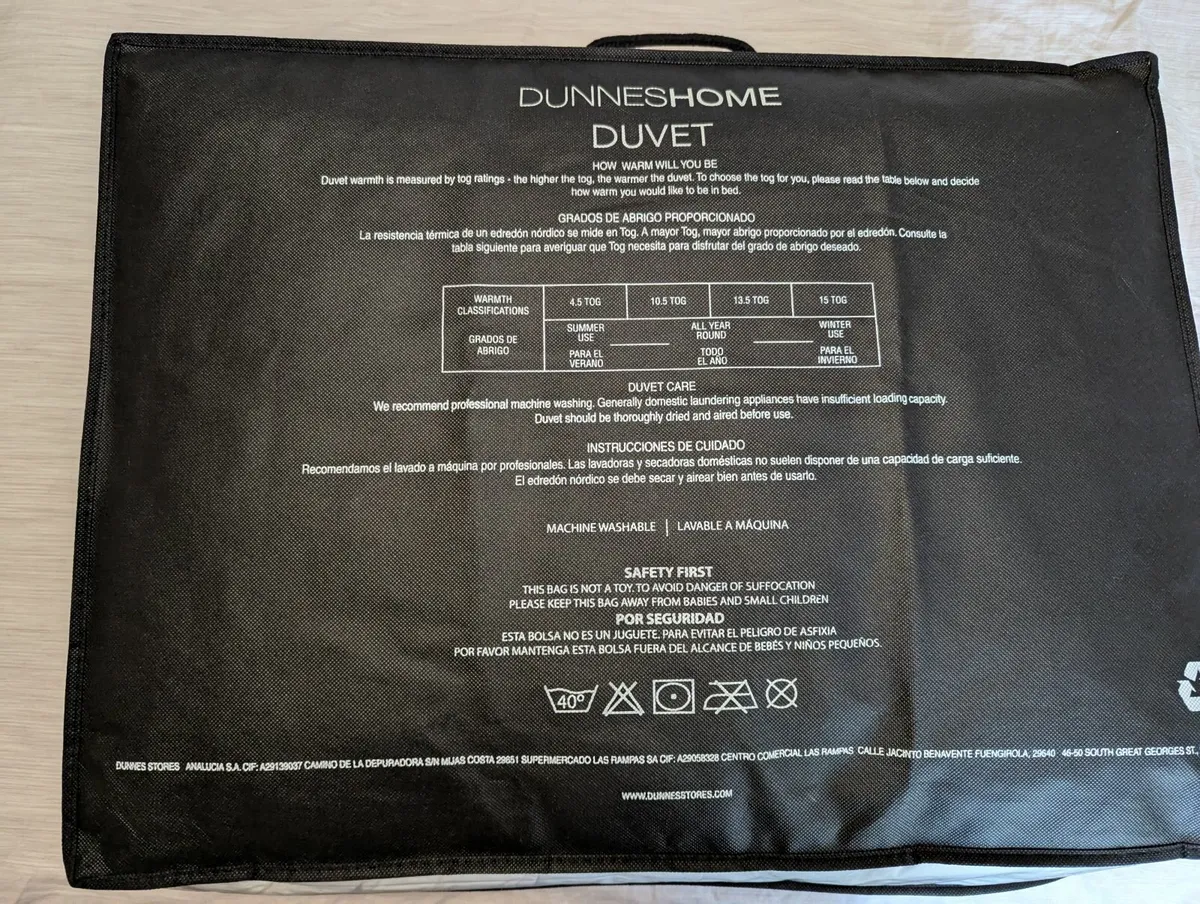 DUNNESHOME
DUVET
HOW WARM WILL YOU BE
Duvet warmth is measured by tog ratings - the higher the tog, the warmer the duvet. To choose the tog for you, please read the table below and decide
how warm you would like to be in bed.
GRADOS DE ABRIGO PROPORCIONADO
La resistencia térmica de un edredón nórdico se mide en Tog. A mayor Tog, mayor abrigo proporcionado por el edredón. Consulte la
tabla siguiente para averiguar que Tog necesita para disfrutar del grado de abrigo deseado.
WARMTH
CLASSIFICATIONS
4.5 TOG 10.5 TOG 13.5 TOG 15 TOG
GRADOS DE
ABRIGO
SUMMER
USE
ALL YEAR
ROUND
WINTER
USE
PARA EL
VERANO
TODO
EL AÑO
PARA EL
INVIERNO
DUVET CARE
We recommend professional machine washing. Generally domestic laundering appliances have insufficient loading capacity.
Duvet should be thoroughly dried and aired before use.
INSTRUCCIONES DE CUIDADO
Recomendamos el lavado a máquina por profesionales. Las lavadoras y secadoras domésticas no suelen disponer de una capacidad de carga suficiente.
El edredón nórdico se debe secar y airear bien antes de usarlo.
MACHINE WASHABLE | LAVABLE A MÁQUINA
SAFETY FIRST
THIS BAG IS NOT A TOY. TO AVOID DANGER OF SUFFOCATION
PLEASE KEEP THIS BAG AWAY FROM BABIES AND SMALL CHILDREN
POR SEGURIDAD
ESTA BOLSA NO ES UN JUGUETE. PARA EVITAR EL PELIGRO DE ASFIXIA
POR FAVOR MANTENGA ESTA BOLSA FUERA DEL ALCANCE DE BEBÉS Y NIÑOS PEQUEÑOS.
40º
DUNNES STORES ANALUCIA S.A. CIF: A29139037 CAMINO DE LA DEPURADORA S/N MIJAS COSTA 29651 SUPERMERCADO LAS RAMPAS SA CIF: A29058328 CENTRO COMERCIAL LAS RAMPAS CALLE JACINTO BENAVENTE FUENGIROLA, 29640 46-50 SOUTH GREAT GEORGES ST.,
WWW.DUNNESSTORES.COM